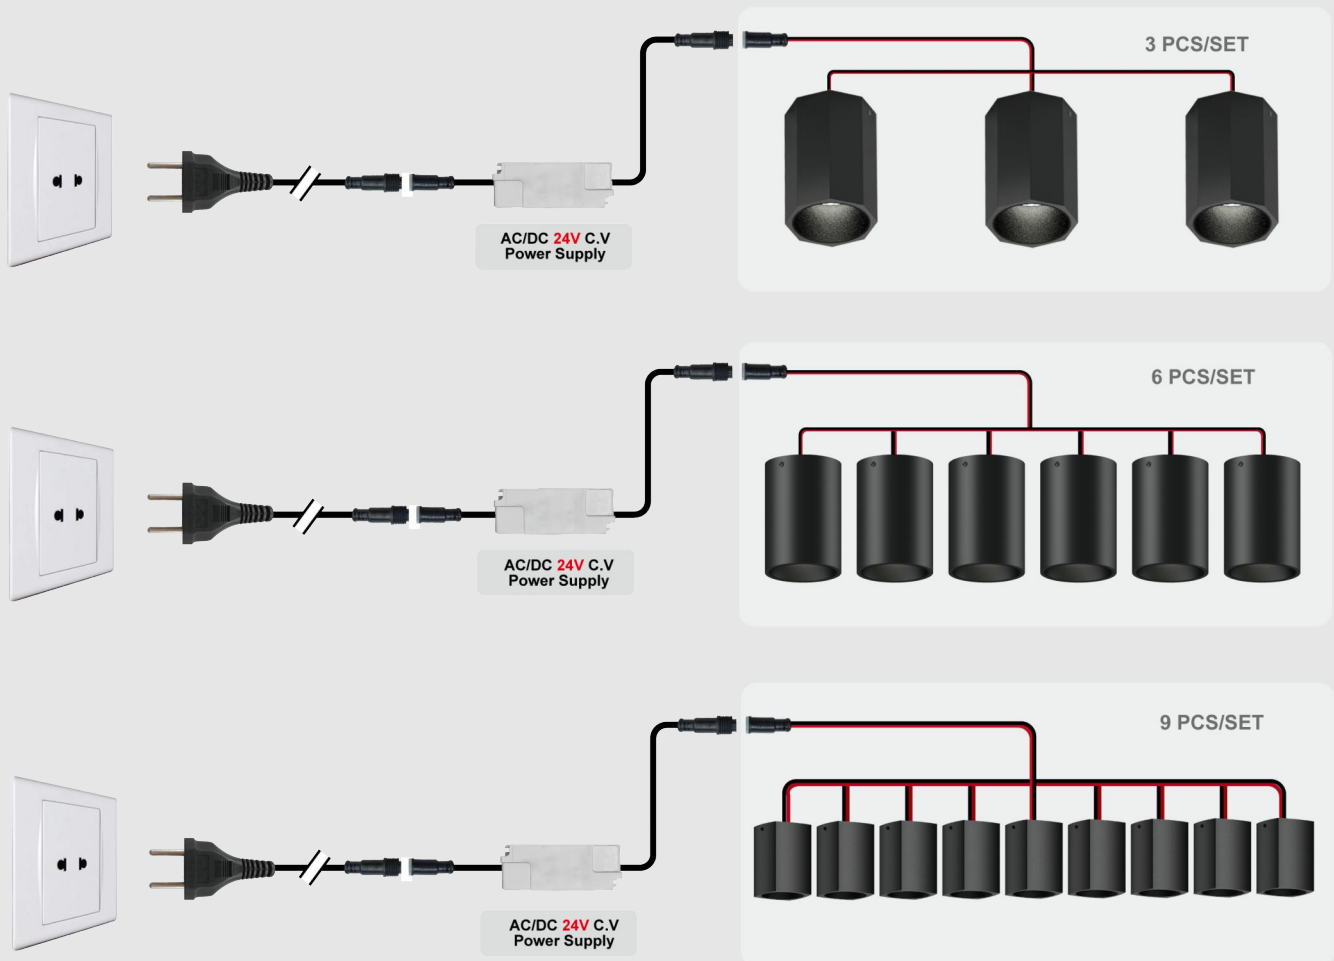 3 PCS/SET
AC/DC 24V C.V
Power Supply
6 PCS/SET
AC/DC 24V C.V
Power Supply
9 PCS/SET
AC/DC 24V C.V
Power Supply